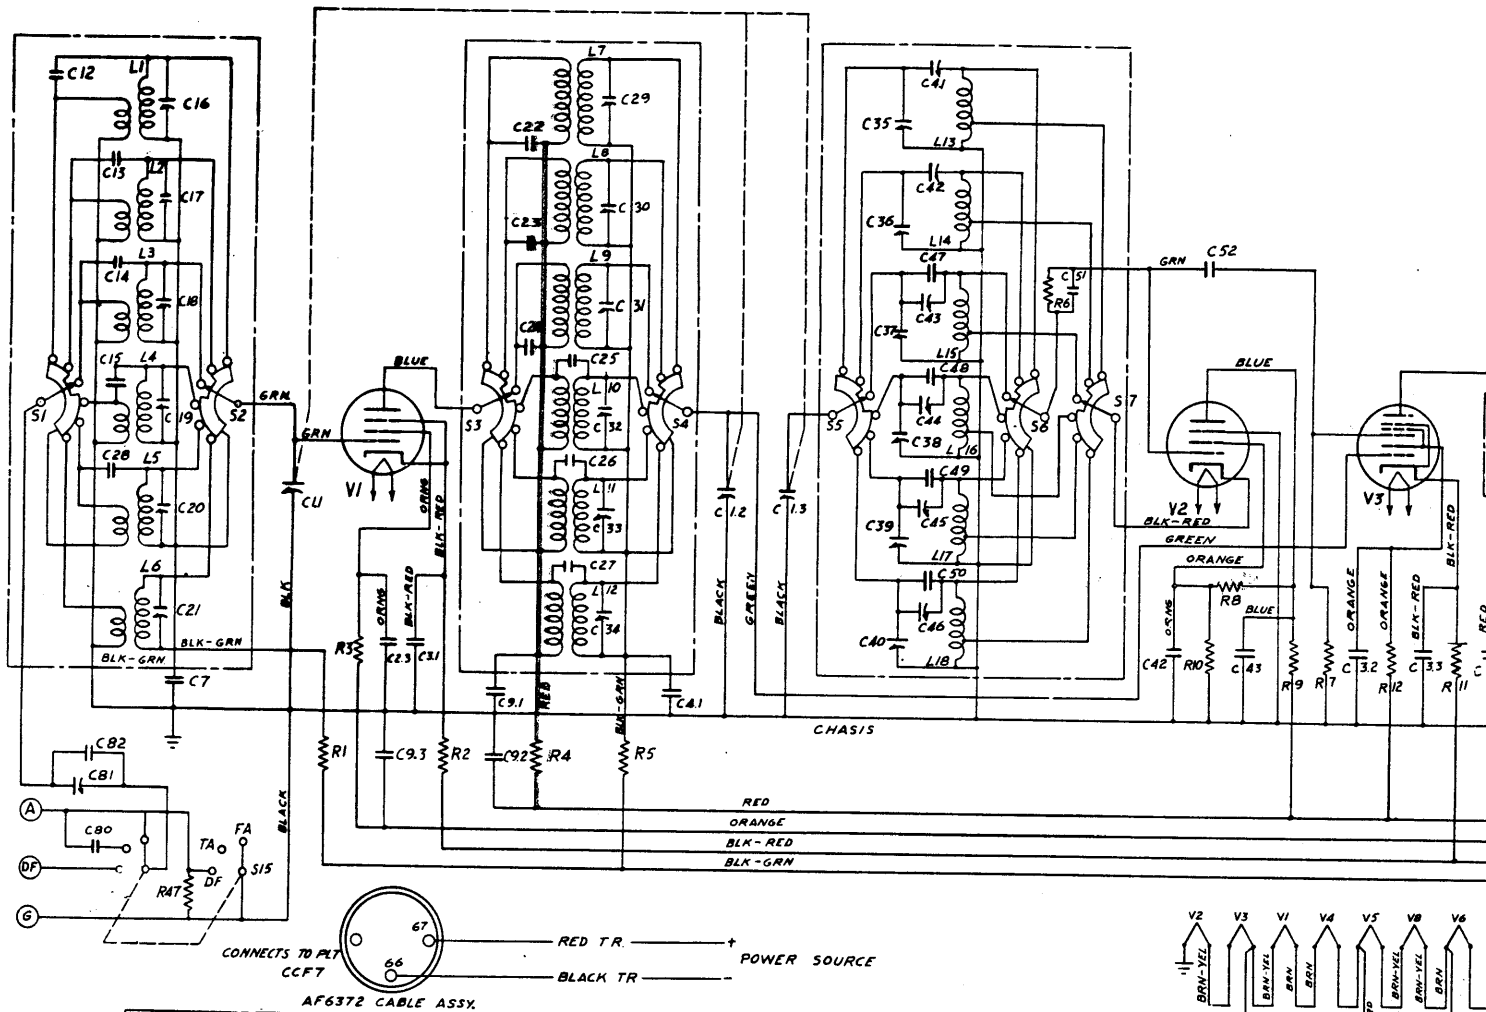 C12
L1
C16
C13
L2
C17
C14
L3
C18
C15
L4
C19
S1
S2
GRN
C28
L5
C20
L6
C21
BLK-GRN
BLK-GRN
C7
BLK
BLACK
GRN
V1
BLUE
ORNG
BLK-RED
ORNG
BLK-RED
R3
C2.3
C3.1
R1
C9.3
R2
L7
C22
C29
L8
C23
C30
L9
C31
C25
L10
C32
S3
S4
C26
L11
C33
C27
L12
C34
C9.1
RED
BLK-GRN
C4.1
C9.2
R4
R5
C1.2
BLACK
GREEN
C1.3
BLACK
C41
C35
L13
C42
C36
L14
C47
C43
C37
L15
C48
C44
C38
L16
S5
S6
S17
C49
C45
C39
L17
C50
C46
C40
L18
R6
C51
GRN
C52
BLUE
V2
BLK-RED
V3
GREEN
ORANGE
R8
BLUE
ORNG
C42
R10
C43
R9
R7
ORANGE
C3.2
ORANGE
R12
BLK-RED
BLK-RED
C3.3
R11
RED
CHASIS
RED
ORANGE
BLK-RED
BLK-GRN
C82
C81
A
C80
DF
G
TA
FA
DF
S15
R47
CONNECTS TO PLT
CCF7
67
66
RED TR. +
BLACK TR -
POWER SOURCE
AF6372 CABLE ASSY.
V2 V3 V1 V4 V5 V8 V6
BRN-YEL
BRN-YEL
BRN
BRN
BRN-YEL
BRN-YEL
BRN